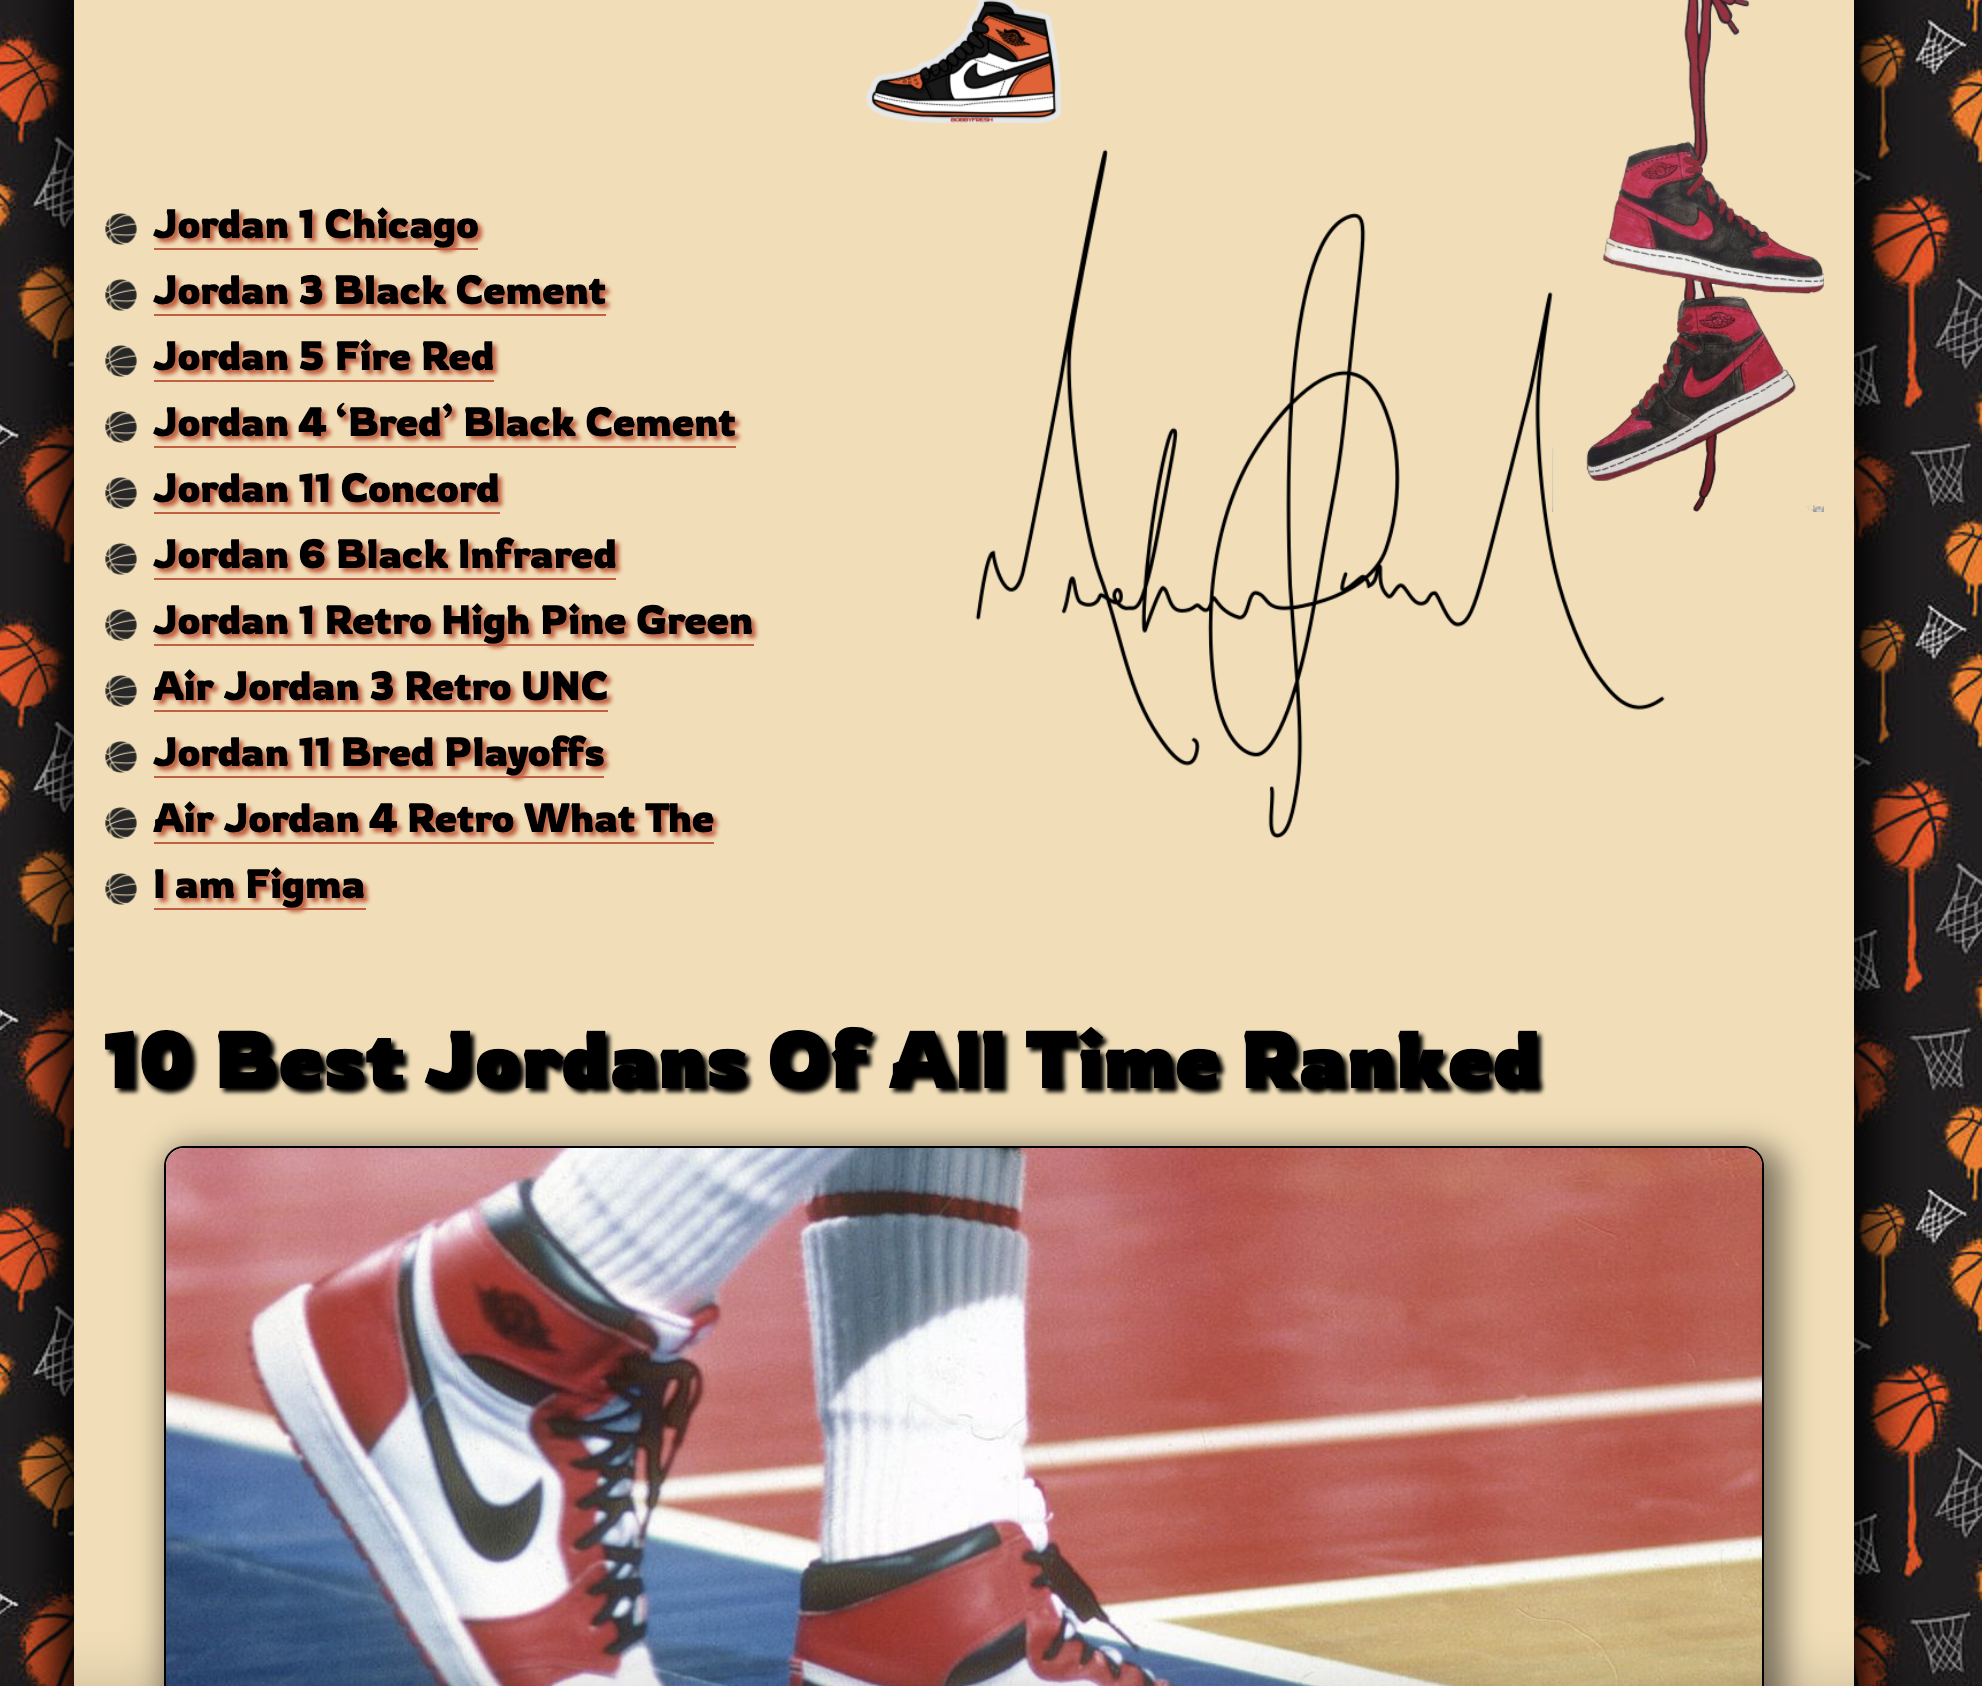 BOBBYFRESH
Jordan 1 Chicago
Jordan 3 Black Cement
Jordan 5 Fire Red
Jordan 4 ‘Bred’ Black Cement
Jordan 11 Concord
Jordan 6 Black Infrared
Jordan 1 Retro High Pine Green
Air Jordan 3 Retro UNC
Jordan 11 Bred Playoffs
Air Jordan 4 Retro What The
I am Figma
10 Best Jordans Of All Time Ranked